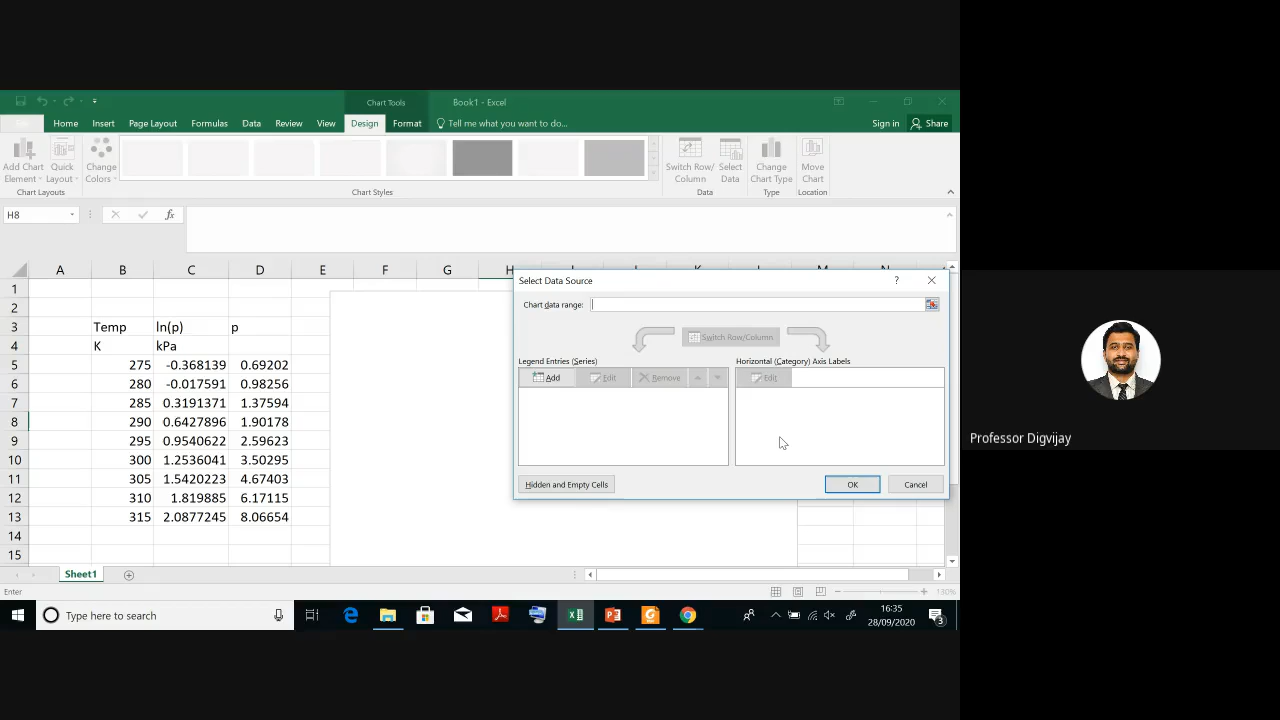 Chart Tools
Book1 - Excel
Home Insert Page Layout Formulas Data Review View Design Format Tell me what you want to do...
Sign in Share
Add Chart Element Quick Layout Change Colors Switch Row/ Column Select Data Change Chart Type Move Chart
Chart Layouts Chart Styles Data Type Location
H8 fx
A B C D E F G H
1
2
3 Temp ln(p) p
4 K kPa
5 275 -0.368139 0.69202
6 280 -0.017591 0.98256
7 285 0.3191371 1.37594
8 290 0.6427896 1.90178
9 295 0.9540622 2.59623
10 300 1.2536041 3.50295
11 305 1.5420223 4.67403
12 310 1.819885 6.17115
13 315 2.0877245 8.06654
14
15
Select Data Source ?
Chart data range:
Switch Row/Column
Legend Entries (Series) Horizontal (Category) Axis Labels
Add Edit Remove Edit
Hidden and Empty Cells OK Cancel
Sheet1
Enter 130%
Type here to search
16:35
28/09/2020
3
Professor Digvijay